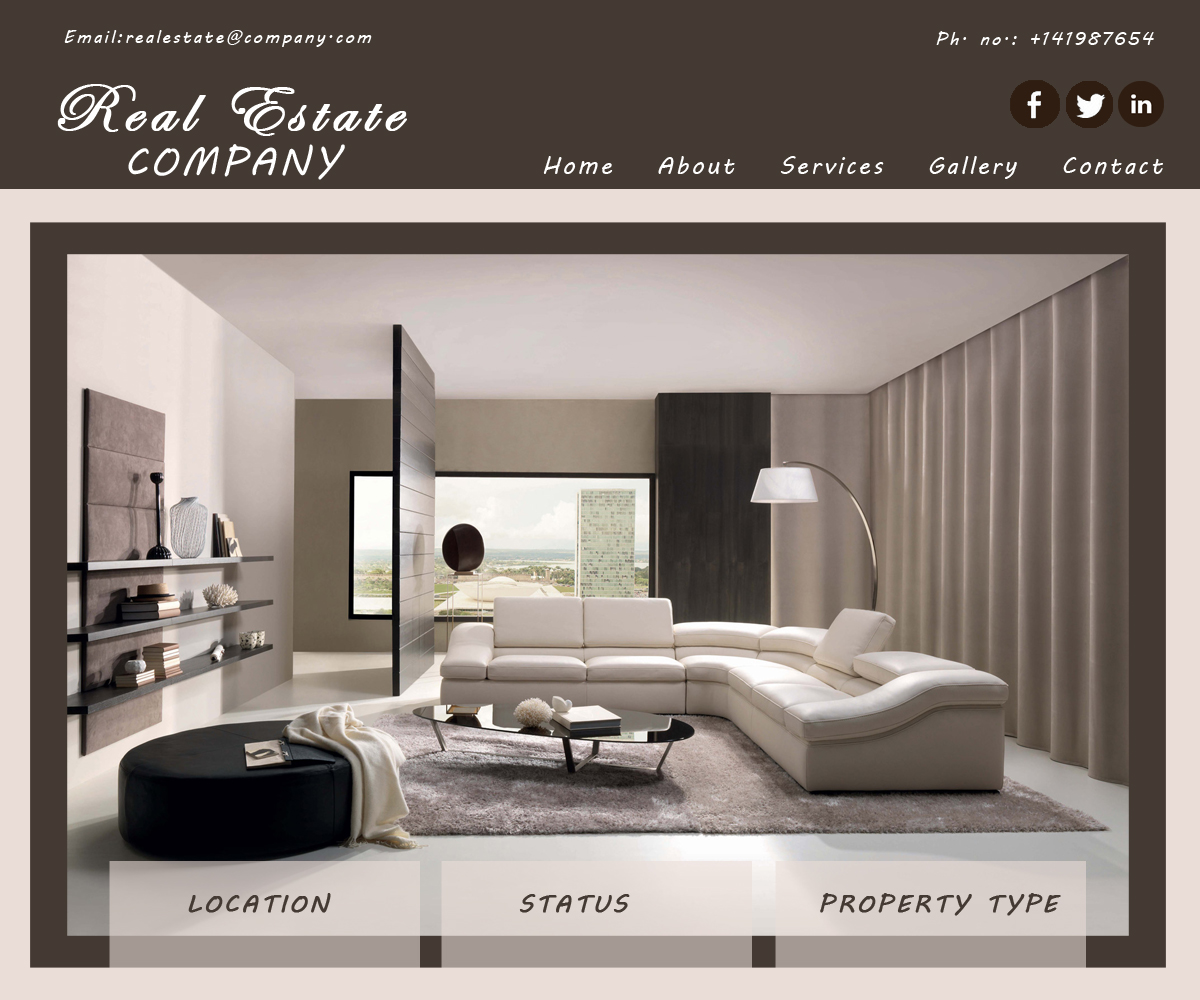 Email:realestate@company.com
Ph. no.: +141987654
Real Estate
COMPANY
f in
Home About Services Gallery Contact
LOCATION STATUS PROPERTY TYPE